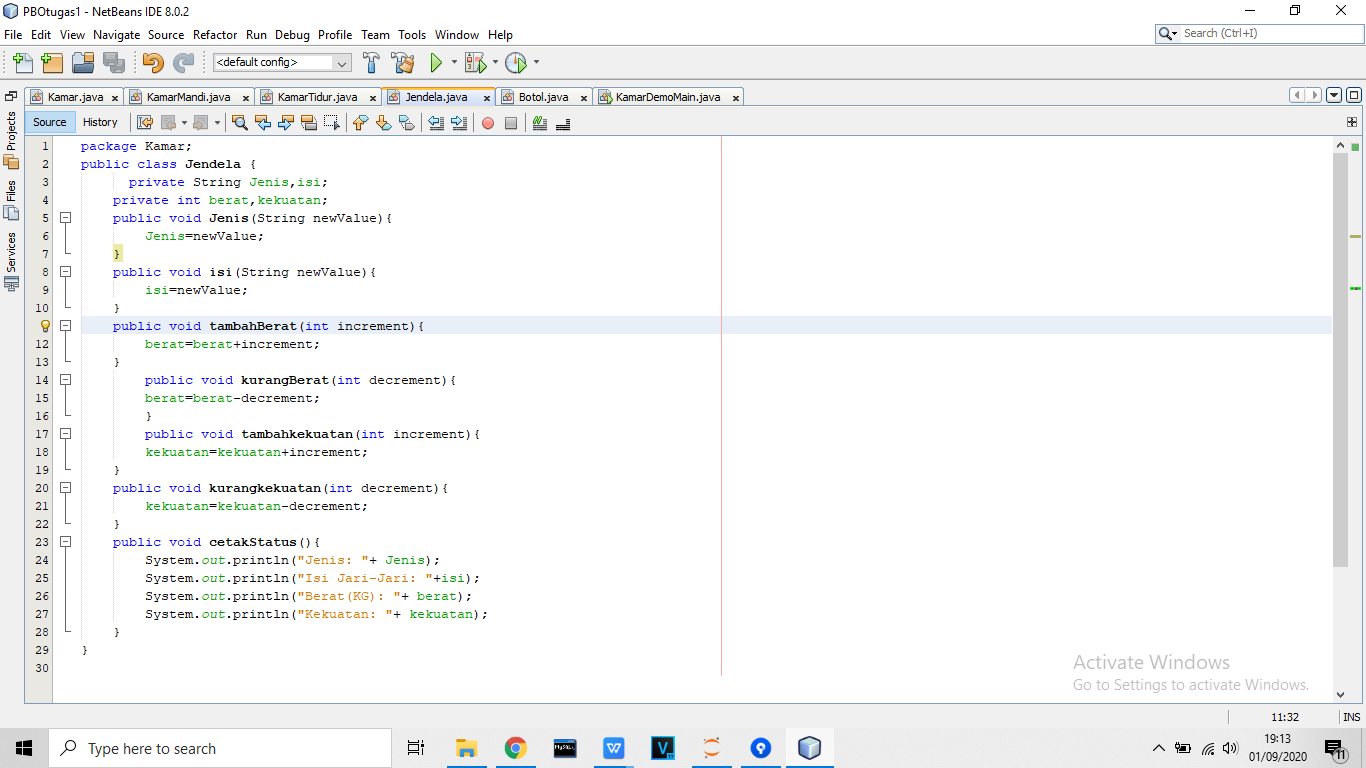 PBOtugas1 - NetBeans IDE 8.0.2
File Edit View Navigate Source Refactor Run Debug Profile Team Tools Window Help
Search (Ctrl+I)
<default config>
Kamar.java KamarMandi.java KamarTidur.java Jendela.java Botol.java KamarDemoMain.java
Source History
Projects
Files
Services
1 package Kamar;
2 public class Jendela {
3 private String Jenis,isi;
4 private int berat,kekuatan;
5 public void Jenis(String newValue){
6 Jenis=newValue;
7 }
8 public void isi(String newValue){
9 isi=newValue;
10 }
public void tambahBerat(int increment){
12 berat=berat+increment;
13 }
14 public void kurangBerat(int decrement){
15 berat=berat-decrement;
16 }
17 public void tambahkekuatan(int increment){
18 kekuatan=kekuatan+increment;
19 }
20 public void kurangkekuatan(int decrement){
21 kekuatan=kekuatan-decrement;
22 }
23 public void cetakStatus(){
24 System.out.println("Jenis: "+ Jenis);
25 System.out.println("Isi Jari-Jari: "+isi);
26 System.out.println("Berat(KG): "+ berat);
27 System.out.println("Kekuatan: "+ kekuatan);
28 }
29 }
30
Activate Windows
Go to Settings to activate Windows.
11:32 INS
Type here to search
MySQL
W
V
19:13
01/09/2020
11